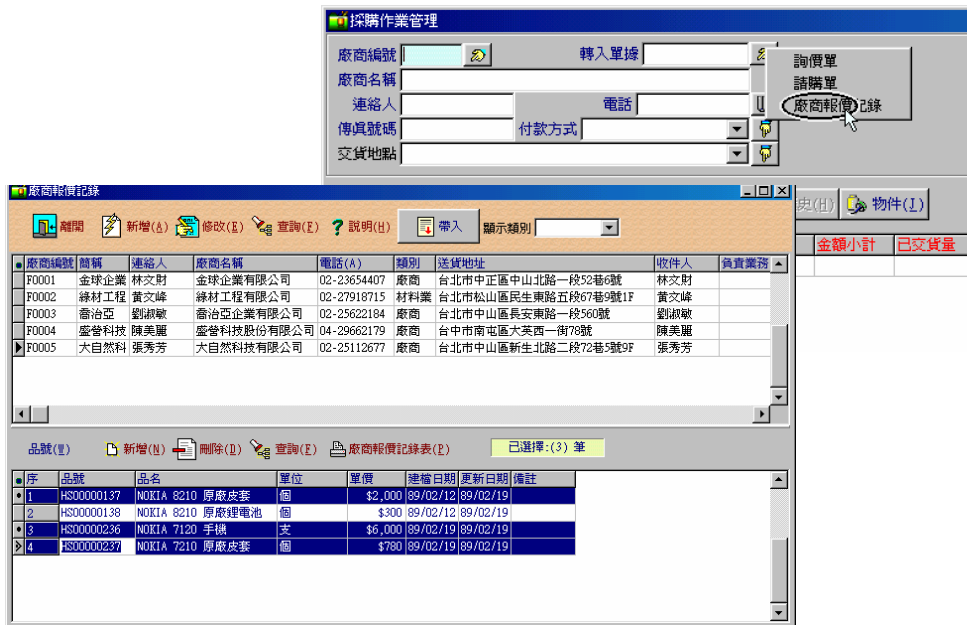 採購作業管理
廠商編號 轉入單據
廠商名稱
連絡人 電話
傳真號碼 付款方式
交貨地點
詢價單
請購單
廠商報價記錄
史(H) 物件(I)
金額小計 已交貨量
廠商報價記錄
離開 新增(A) 修改(E) 查詢(F) 說明(H) 帶入 顯示類別
廠商編號 簡稱 連絡人 廠商名稱 電話(A) 類別 送貨地址 收件人 負責業務
F0001 金球企業 林文財 金球企業有限公司 02-23654407 廠商 台北市中正區中山北路一段52巷6號 林文財
F0002 綠材工程 黃文峰 綠材工程有限公司 02-27918715 材料業 台北市松山區民生東路五段67巷9號1F 黃文峰
F0003 喬治亞 劉淑敏 喬治亞企業有限公司 02-25622184 廠商 台北市中山區長安東路一段560號 劉淑敏
F0004 盛營科技 陳美麗 盛營科技股份有限公司 04-29662179 廠商 台中市南屯區大英西一街78號 陳美麗
F0005 大自然科 張秀芳 大自然科技有限公司 02-25112677 廠商 台北市中山區新生北路二段72巷5號9F 張秀芳
品號(W) 新增(N) 刪除(D) 查詢(F) 廠商報價記錄表(P) 已選擇:(3) 筆
序 品號 品名 單位 單價 建檔日期 更新日期 備註
1 HS00000137 NOKIA 8210 原廠皮套 個 $2,000 89/02/12 89/02/19
2 HS00000138 NOKIA 8210 原廠鋰電池 個 $300 89/02/12 89/02/19
3 HS00000236 NOKIA 7120 手機 支 $6,000 89/02/19 89/02/19
4 HS00000237 NOKIA 7210 原廠皮套 個 $780 89/02/19 89/02/19